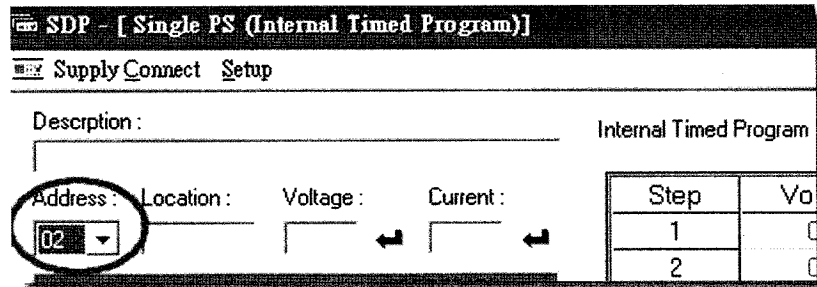 SDP - [ Single PS (Internal Timed Program)]
Supply Connect Setup
Descrption :
Internal Timed Program
Address : Location : Voltage : Current :
02
Step Vo
1
2